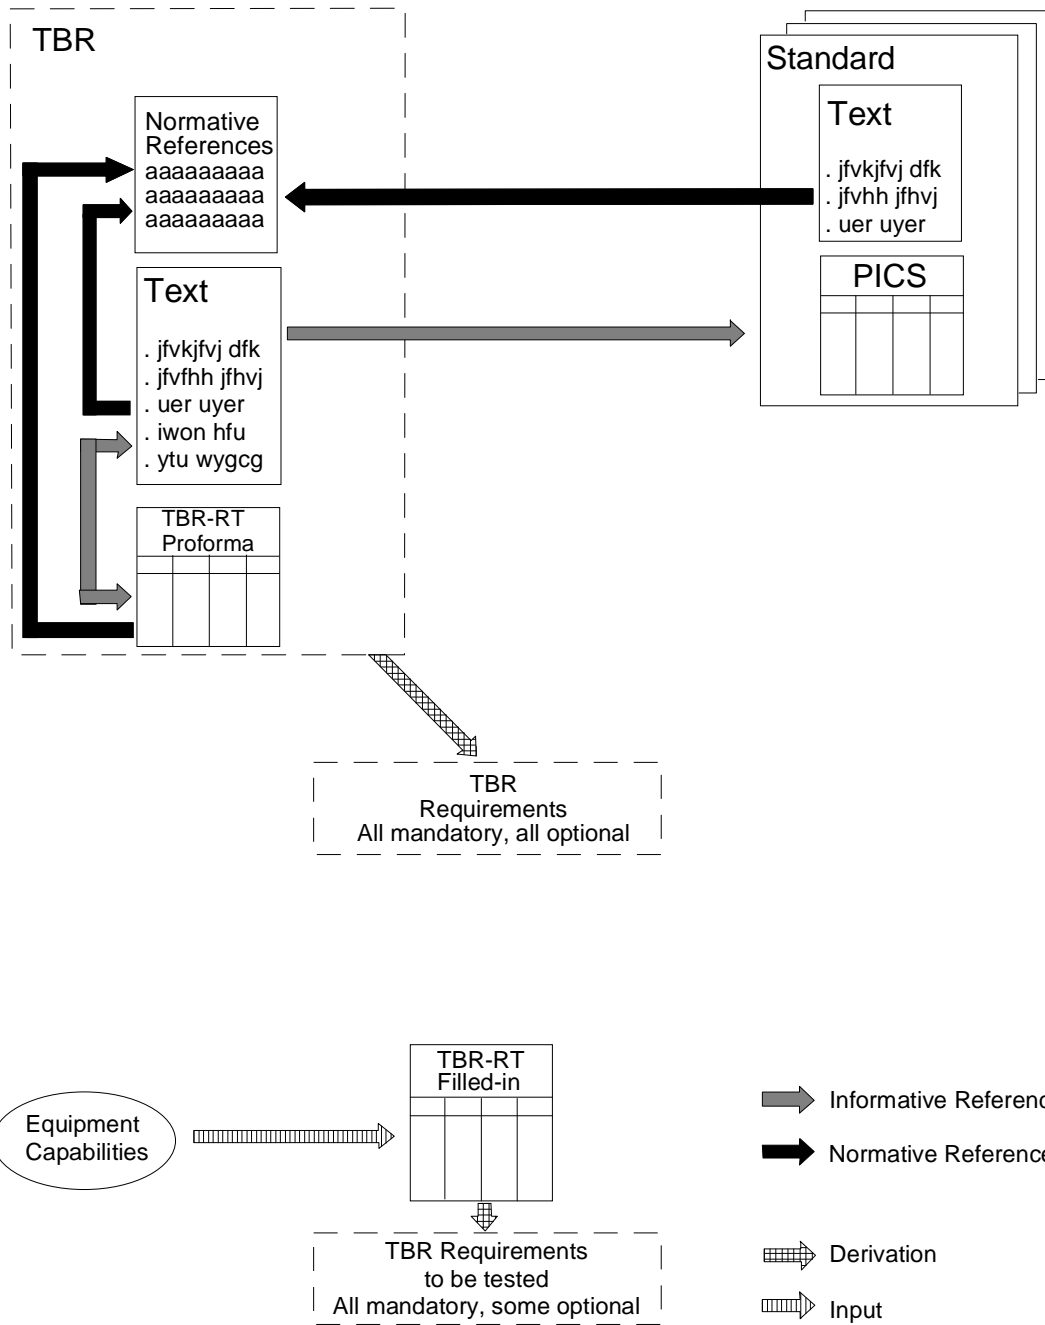 TBR
Normative
References
aaaaaaaaa
aaaaaaaaa
aaaaaaaaa
Text
. jfvkjfvj dfk
. jfvfhh jfhvj
. uer uyer
. iwon hfu
. ytu wygcg
TBR-RT
Proforma
Standard
Text
. jfvkjfvj dfk
. jfvhh jfhvj
. uer uyer
PICS
TBR
Requirements
All mandatory, all optional
Equipment
Capabilities
TBR-RT
Filled-in
TBR Requirements
to be tested
All mandatory, some optional
Informative Referenc
Normative Reference
Derivation
Input